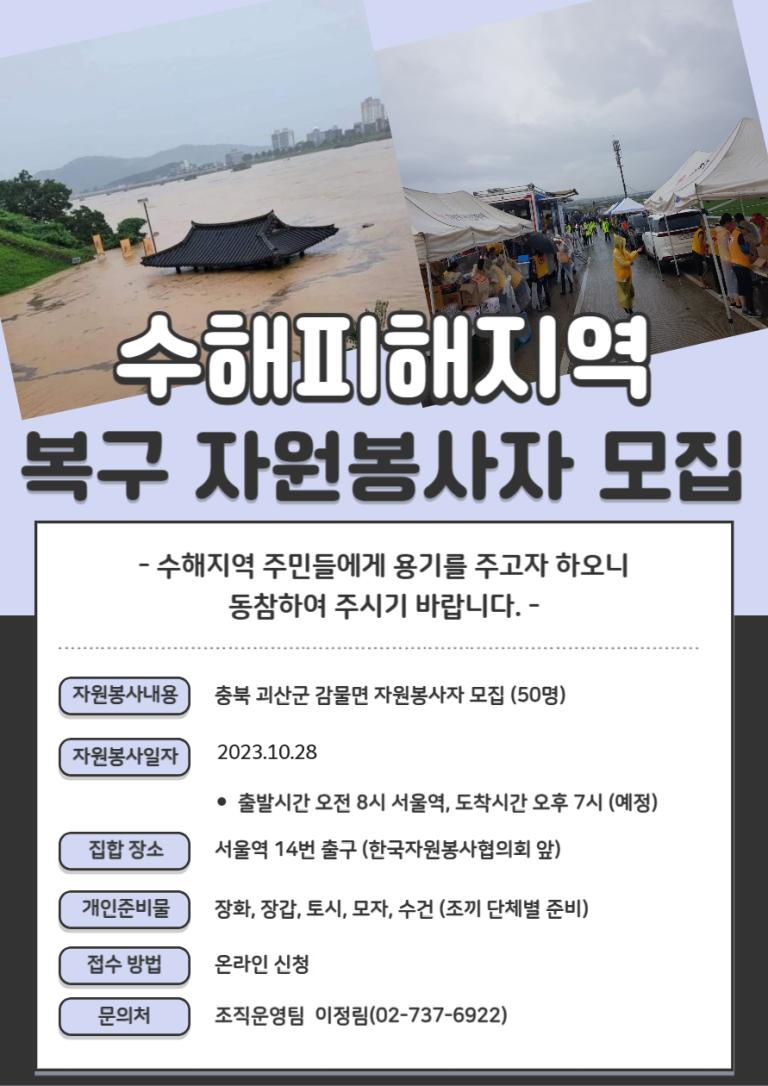 수해피해지역
복구 자원봉사자 모집
- 수해지역 주민들에게 용기를 주고자 하오니
동참하여 주시기 바랍니다. -
자원봉사내용 충북 괴산군 감물면 자원봉사자 모집 (50명)
자원봉사일자 2023.10.28
• 출발시간 오전 8시 서울역, 도착시간 오후 7시 (예정)
집합 장소 서울역 14번 출구 (한국자원봉사협의회 앞)
개인준비물 장화, 장갑, 토시, 모자, 수건 (조끼 단체별 준비)
접수 방법 온라인 신청
문의처 조직운영팀 이정림(02-737-6922)